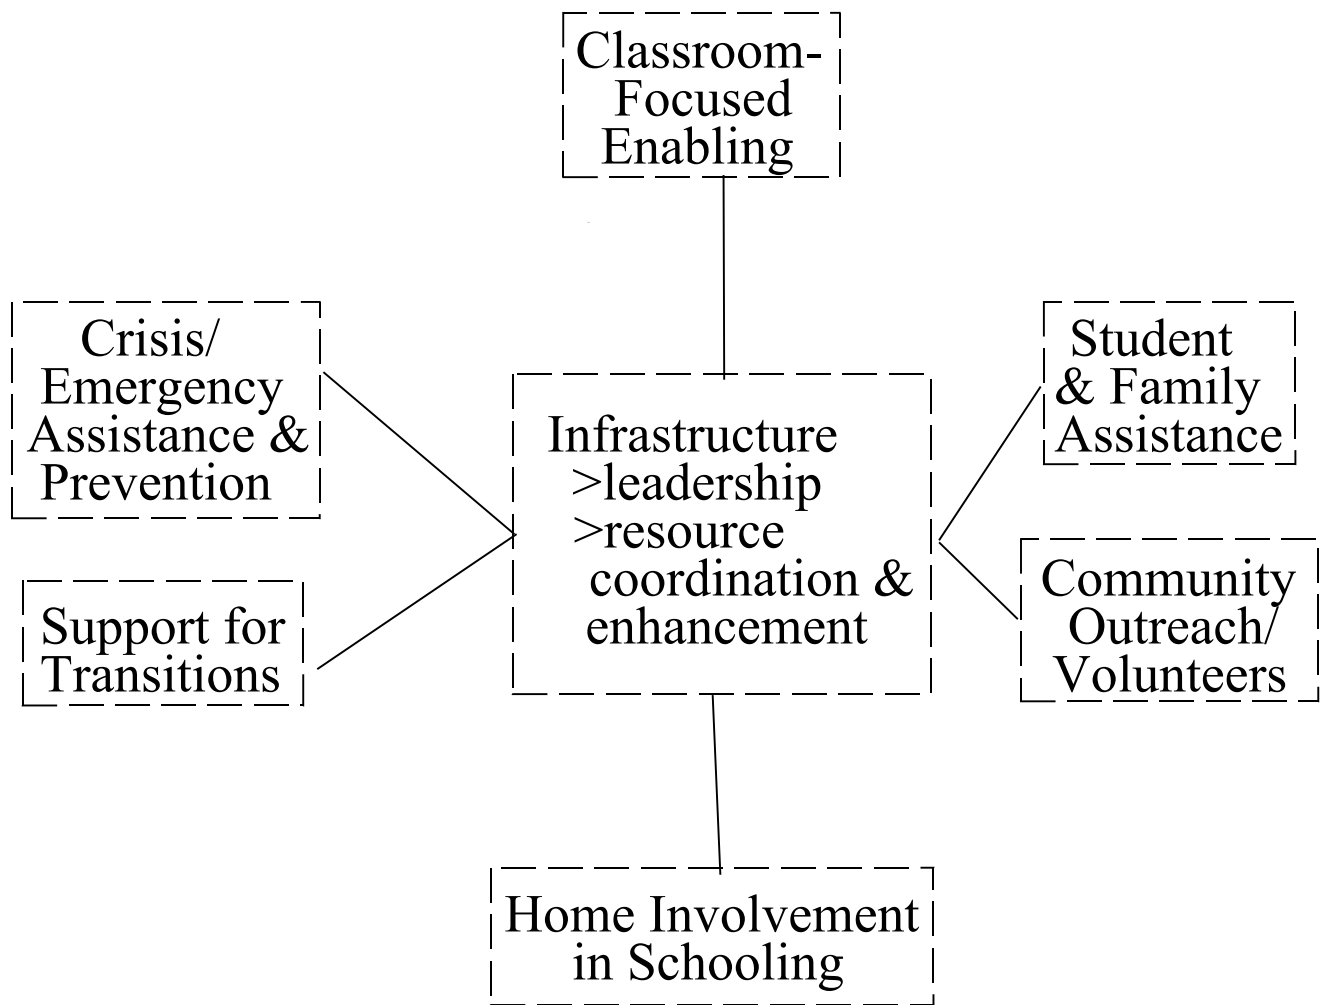 Classroom-
Focused
Enabling
Crisis/
Emergency
Assistance &
Prevention
Student
& Family
Assistance
Infrastructure
>leadership
>resource
coordination &
enhancement
Support for
Transitions
Community
Outreach/
Volunteers
Home Involvement
in Schooling